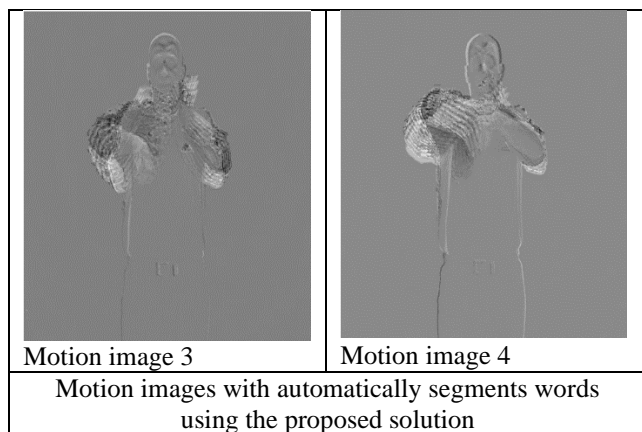 Motion image 3
Motion image 4
Motion images with automatically segments words
using the proposed solution